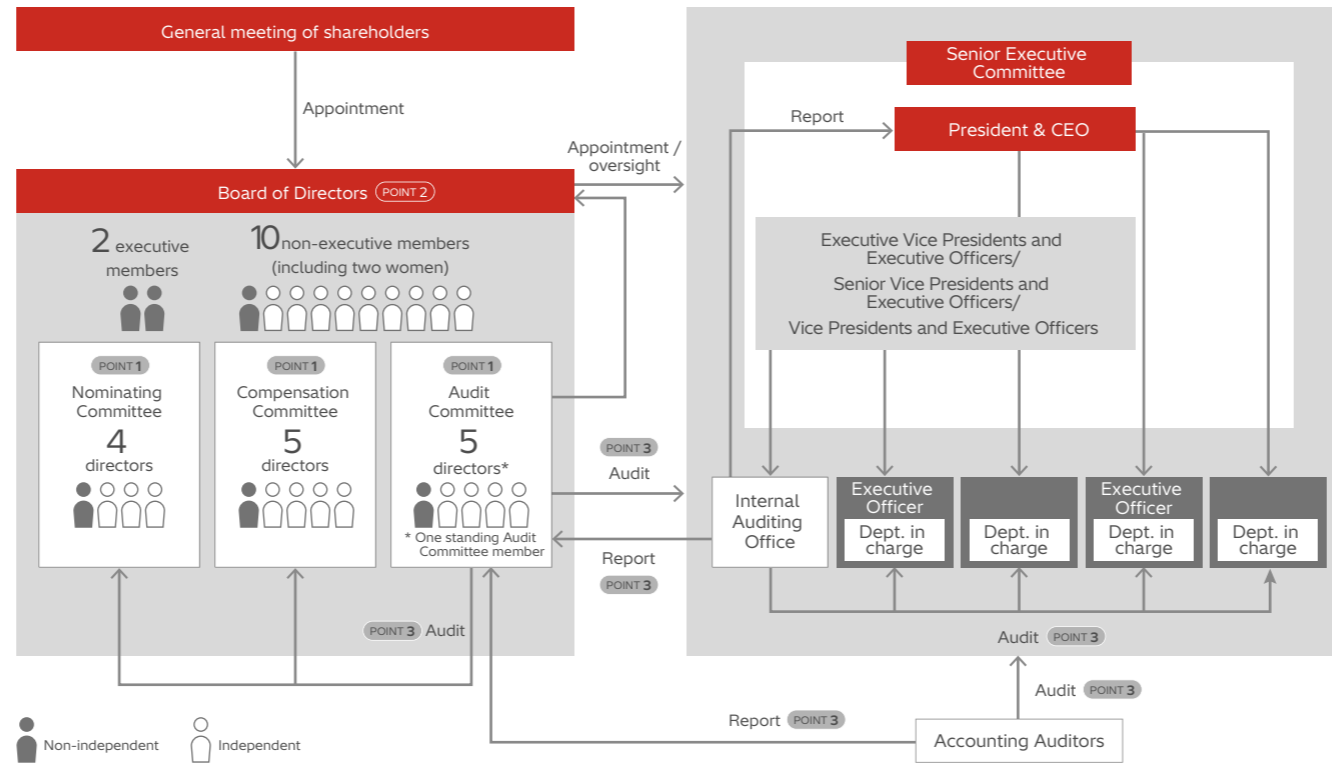 General meeting of shareholders
Appointment
Board of Directors POINT 2
2 executive
members
10 non-executive members
(including two women)
POINT 1
Nominating
Committee
4
directors
POINT 1
Compensation
Committee
5
directors
POINT 1
Audit
Committee
5
directors*
* One standing Audit
Committee member
POINT 3 Audit
Non-independent
Independent
Appointment /
oversight
POINT 3
Audit
Report
POINT 3
Senior Executive
Committee
Report
President & CEO
Executive Vice Presidents and
Executive Officers/
Senior Vice Presidents and
Executive Officers/
Vice Presidents and Executive Officers
Internal
Auditing
Office
Executive
Officer
Dept. in
charge
Dept. in
charge
Executive
Officer
Dept. in
charge
Dept. in
charge
Audit POINT 3
Audit POINT 3
Report POINT 3
Accounting Auditors